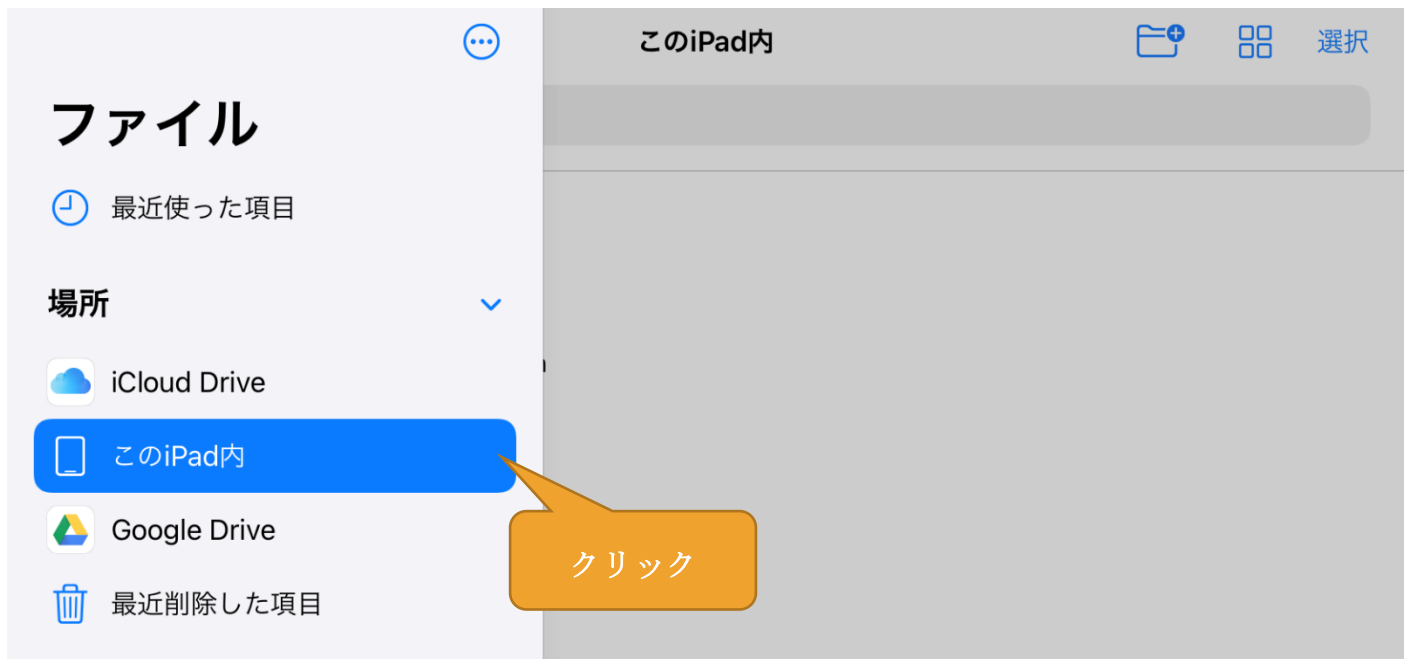 このiPad内
選択
ファイル
最近使った項目
場所
iCloud Drive
このiPad内
Google Drive
クリック
最近削除した項目